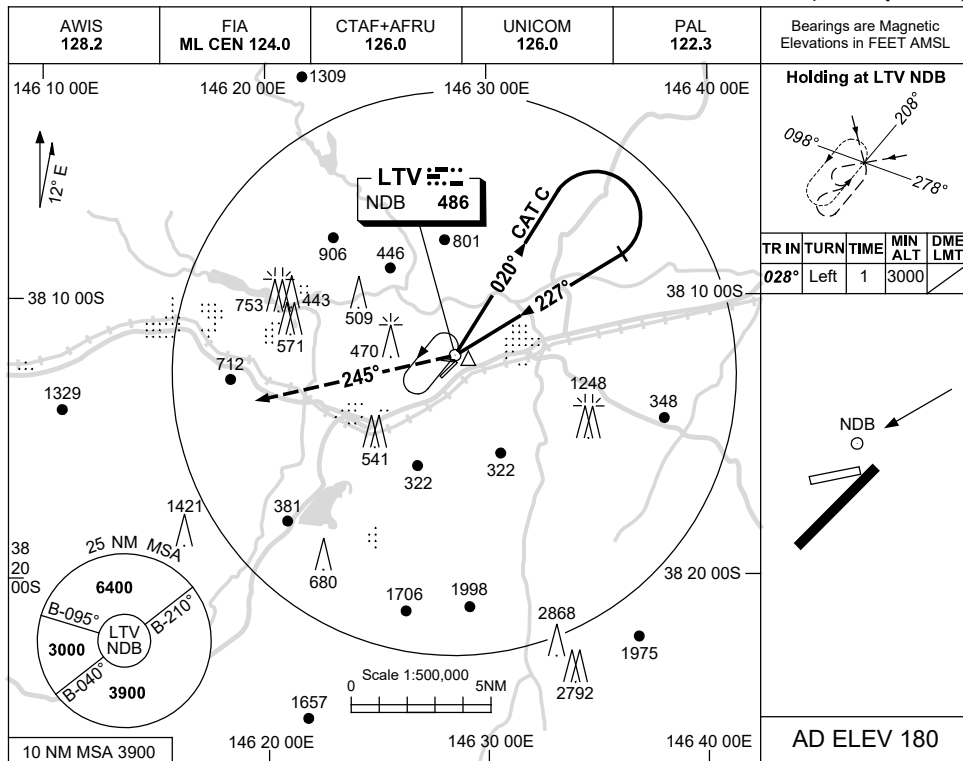 AWIS
128.2
FIA
ML CEN 124.0
CTAF+AFRU
126.0
UNICOM
126.0
PAL
122.3
Bearings are Magnetic
Elevations in FEET AMSL
146 10 00E
146 20 00E
146 30 00E
146 40 00E
1309
12° E
LTV
NDB 486
CAT C
020°
227°
245°
906
446
801
38 10 00S
38 10 00S
753
443
571
509
470
712
1329
1248
348
541
322
322
381
1421
680
38
20
00S
38 20 00S
1706
1998
2868
2792
1975
1657
25 NM MSA
6400
B-095°
B-210°
LTV
NDB
3000
B-040°
3900
Scale 1:500,000
0
5NM
10 NM MSA 3900
146 20 00E
146 30 00E
146 40 00E
Holding at LTV NDB
208°
098°
278°
TR IN TURN TIME MIN ALT DME LMT
028° Left 1 3000
NDB
AD ELEV 180